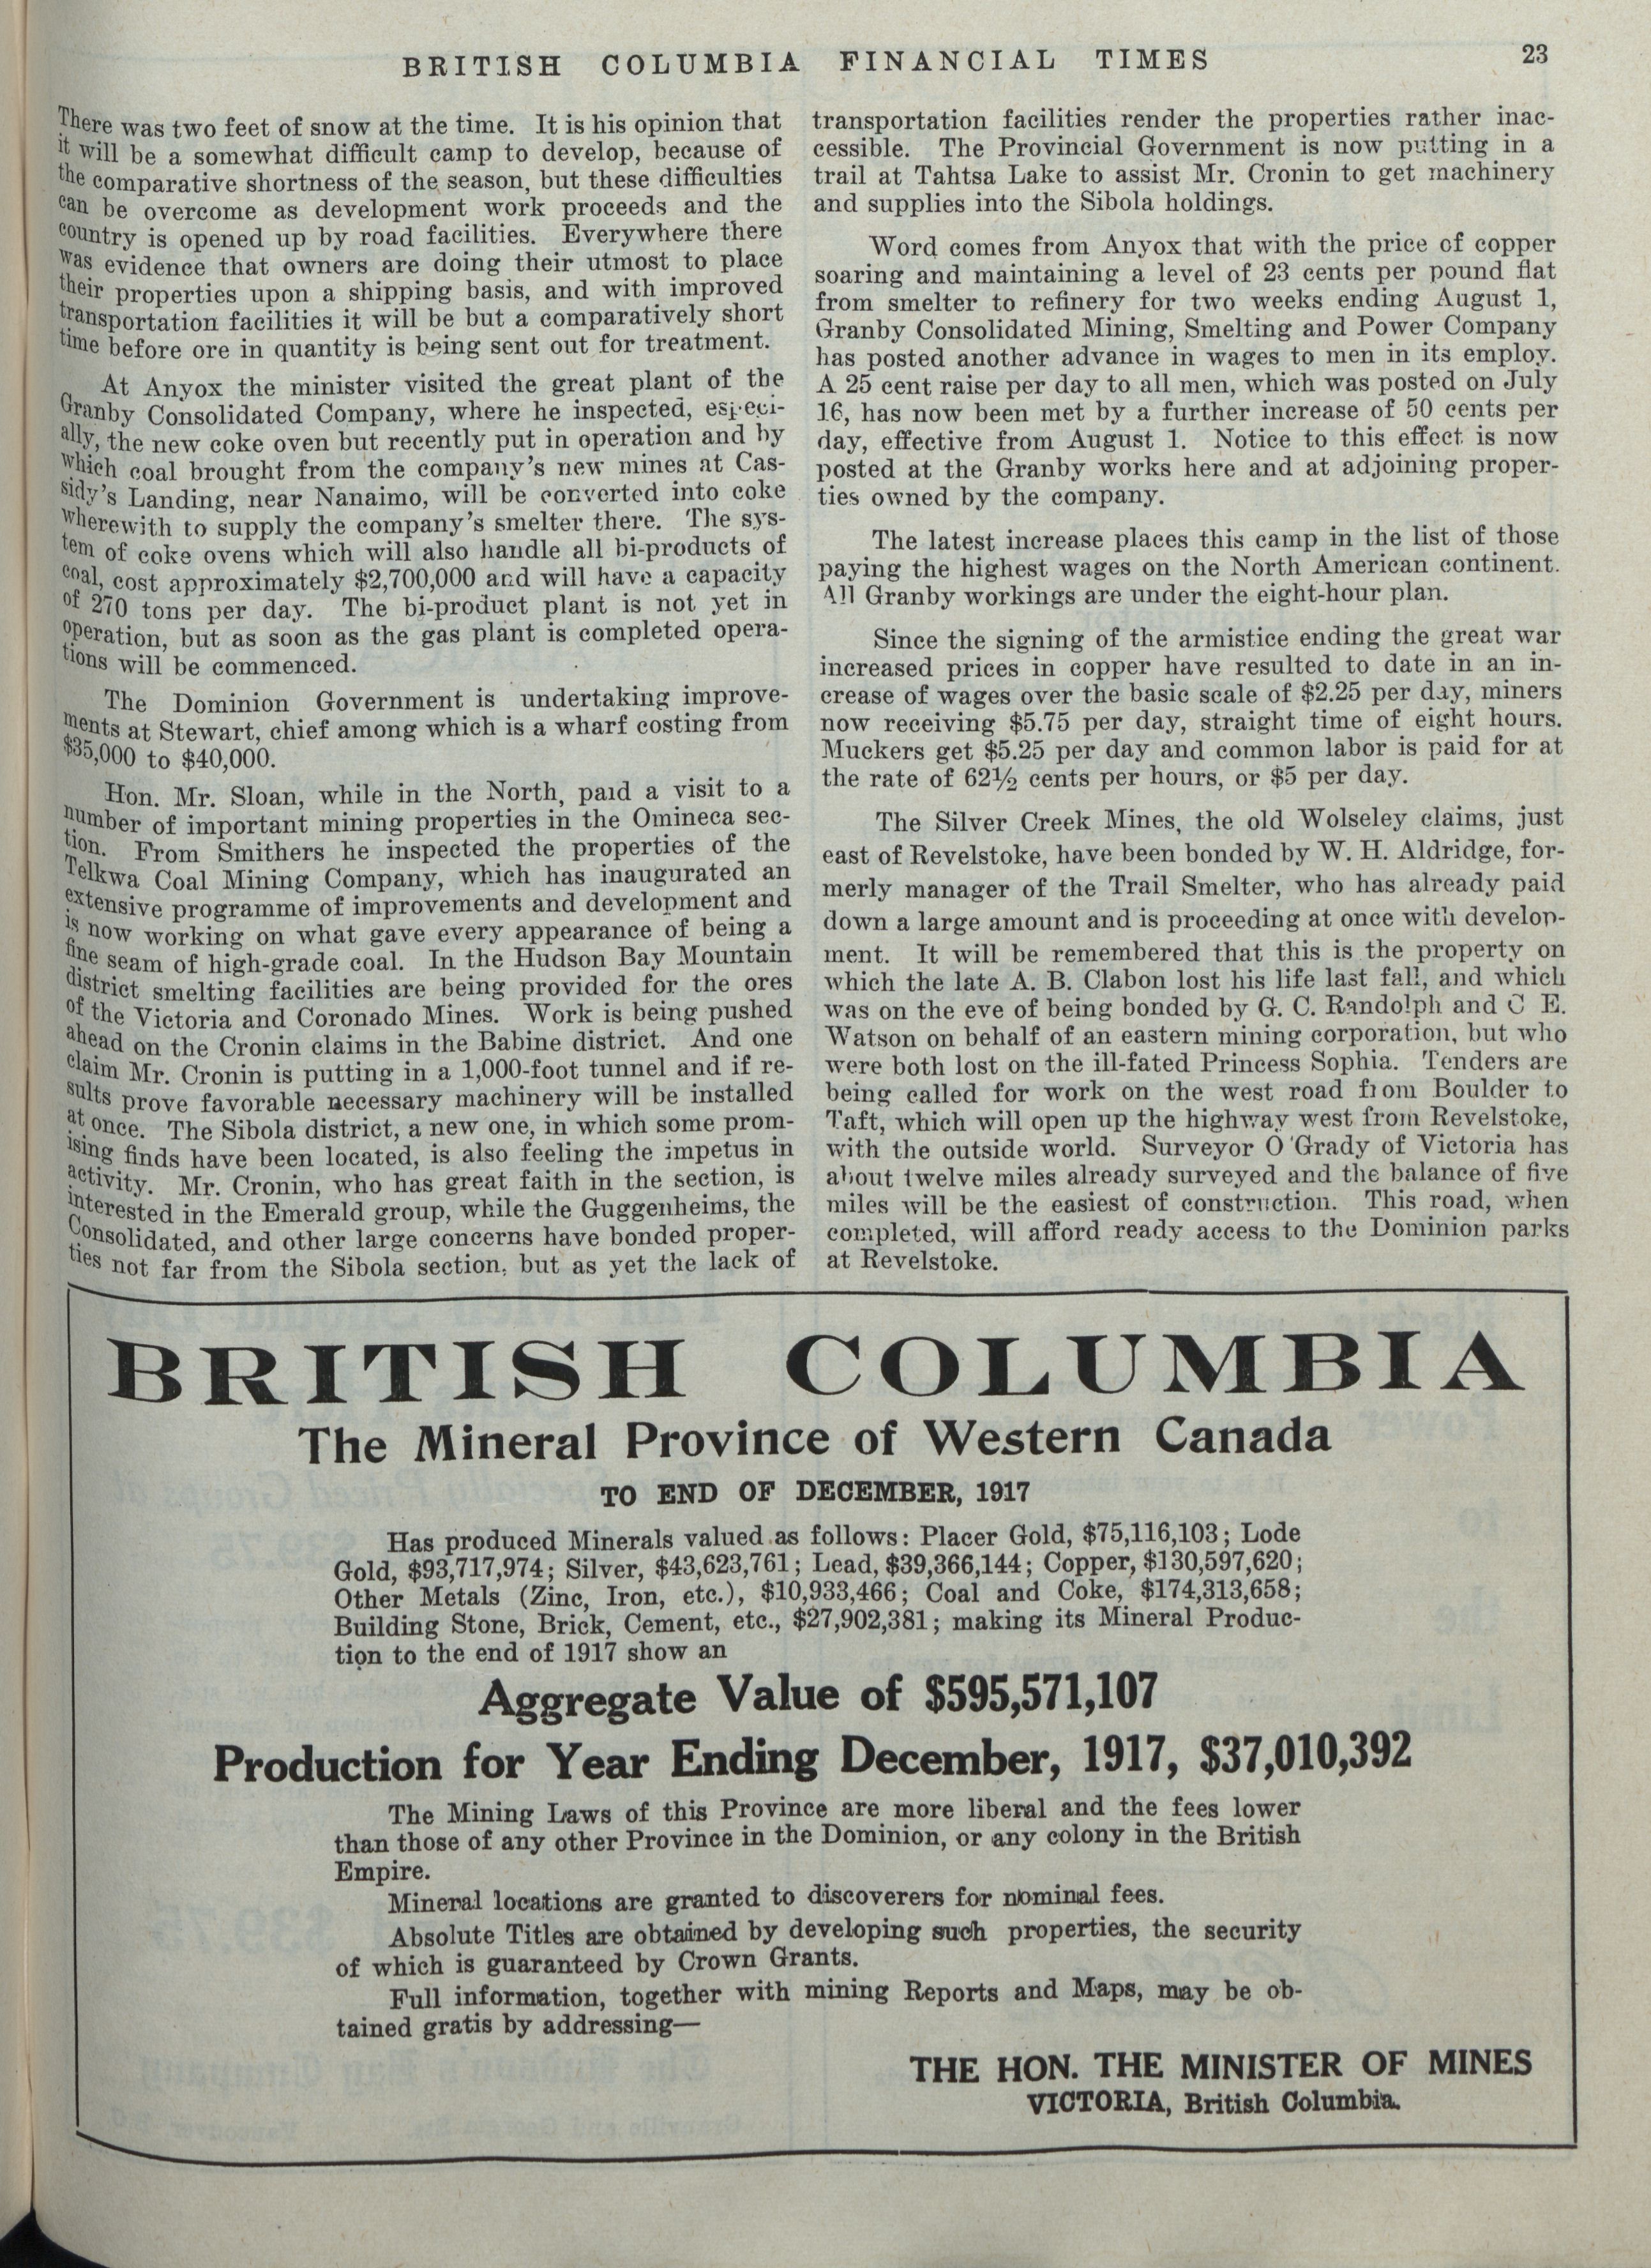 BRITISH COLUMBIA FINANCIAL TIMES 23
There was two feet of snow at the time. It is his opinion that
it will be a somewhat difficult camp to develop, because of
the comparative shortness of the season, but these difficulties
can be overcome as development work proceeds and the
country is opened up by road facilities. Everywhere there
was evidence that owners are doing their utmost to place
their properties upon a shipping basis, and with improved
transportation facilities it will be but a comparatively short
time before ore in quantity is being sent out for treatment.
At Anyox the minister visited the great plant of the
Granby Consolidated Company, where he inspected, especi-
ally, the new coke oven but recently put in operation and by
which coal brought from the company's new mines at Cas-
sidy's Landing, near Nanaimo, will be converted into coke
wherewith to supply the company's smelter there. The sys-
tem of coke ovens which will also handle all bi-products of
coal, cost approximately $2,700,000 and will have a capacity
of 270 tons per day. The bi-product plant is not yet in
operation, but as soon as the gas plant is completed opera-
tions will be commenced.
The Dominion Government is undertaking improve-
ments at Stewart, chief among which is a wharf costing from
$35,000 to $40,000.
Hon. Mr. Sloan, while in the North, paid a visit to a
number of important mining properties in the Omineca sec-
tion. From Smithers he inspected the properties of the
Telkwa Coal Mining Company, which has inaugurated an
extensive programme of improvements and development and
is now working on what gave every appearance of being a
fine seam of high-grade coal. In the Hudson Bay Mountain
district smelting facilities are being provided for the ores
of the Victoria and Coronado Mines. Work is being pushed
ahead on the Cronin claims in the Babine district. And one
claim Mr. Cronin is putting in a 1,000-foot tunnel and if re-
sults prove favorable necessary machinery will be installed
at once. The Sibola district, a new one, in which some prom-
ising finds have been located, is also feeling the impetus in
activity. Mr. Cronin, who has great faith in the section, is
interested in the Emerald group, while the Guggenheims, the
Consolidated, and other large concerns have bonded proper-
ties not far from the Sibola section, but as yet the lack of
transportation facilities render the properties rather inac-
cessible. The Provincial Government is now putting in a
trail at Tahtsa Lake to assist Mr. Cronin to get machinery
and supplies into the Sibola holdings.
Word comes from Anyox that with the price of copper
soaring and maintaining a level of 23 cents per pound flat
from smelter to refinery for two weeks ending August 1,
Granby Consolidated Mining, Smelting and Power Company
has posted another advance in wages to men in its employ.
A 25 cent raise per day to all men, which was posted on July
16, has now been met by a further increase of 50 cents per
day, effective from August 1. Notice to this effect is now
posted at the Granby works here and at adjoining proper-
ties owned by the company.
The latest increase places this camp in the list of those
paying the highest wages on the North American continent.
All Granby workings are under the eight-hour plan.
Since the signing of the armistice ending the great war
increased prices in copper have resulted to date in an in-
crease of wages over the basic scale of $2.25 per day, miners
now receiving $5.75 per day, straight time of eight hours.
Muckers get $5.25 per day and common labor is paid for at
the rate of 62½ cents per hours, or $5 per day.
The Silver Creek Mines, the old Wolseley claims, just
east of Revelstoke, have been bonded by W. H. Aldridge, for-
merly manager of the Trail Smelter, who has already paid
down a large amount and is proceeding at once with develop-
ment. It will be remembered that this is the property on
which the late A. B. Clabon lost his life last fall, and which
was on the eve of being bonded by G. C. Randolph and C E.
Watson on behalf of an eastern mining corporation, but who
were both lost on the ill-fated Princess Sophia. Tenders are
being called for work on the west road from Boulder to
Taft, which will open up the highway west from Revelstoke,
with the outside world. Surveyor O'Grady of Victoria has
about twelve miles already surveyed and the balance of five
miles will be the easiest of construction. This road, when
completed, will afford ready access to the Dominion parks
at Revelstoke.
BRITISH COLUMBIA
The Mineral Province of Western Canada
TO END OF DECEMBER, 1917
Has produced Minerals valued as follows: Placer Gold, $75,116,103; Lode
Gold, $93,717,974; Silver, $43,623,761; Lead, $39,366,144; Copper, $130,597,620;
Other Metals (Zinc, Iron, etc.), $10,933,466; Coal and Coke, $174,313,658;
Building Stone, Brick, Cement, etc., $27,902,381; making its Mineral Produc-
tion to the end of 1917 show an
Aggregate Value of $595,571,107
Production for Year Ending December, 1917, $37,010,392
The Mining Laws of this Province are more liberal and the fees lower
than those of any other Province in the Dominion, or any colony in the British
Empire.
Mineral locations are granted to discoverers for nominal fees.
Absolute Titles are obtained by developing such properties, the security
of which is guaranteed by Crown Grants.
Full information, together with mining Reports and Maps, may be ob-
tained gratis by addressing—
THE HON. THE MINISTER OF MINES
VICTORIA, British Columbia.